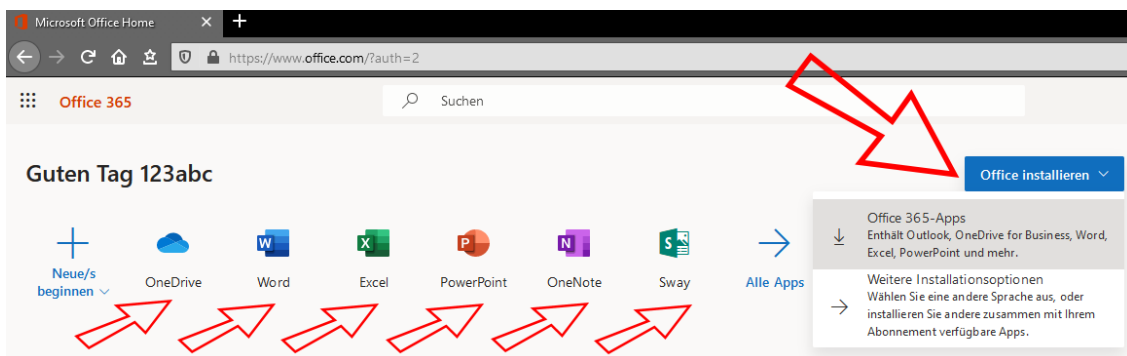 Microsoft Office Home
https://www.office.com/?auth=2
Office 365
Suchen
Guten Tag 123abc
Office installieren
Office 365-Apps
Enthält Outlook, OneDrive for Business, Word,
Excel, PowerPoint und mehr.
Weitere Installationsoptionen
Wählen Sie eine andere Sprache aus, oder
installieren Sie andere zusammen mit Ihrem
Abonnement verfügbare Apps.
W
X
P
N
S
Neue/s
beginnen
OneDrive
Word
Excel
PowerPoint
OneNote
Sway
Alle Apps